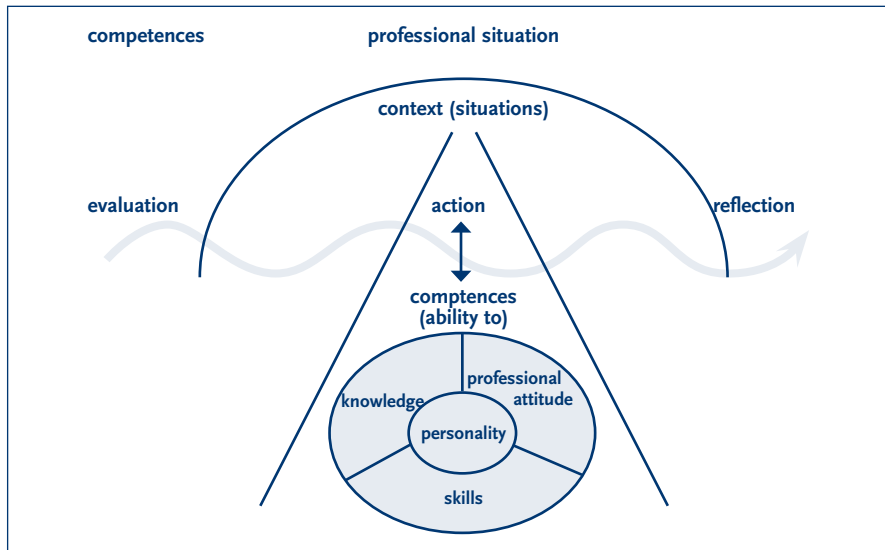 competences
professional situation
context (situations)
evaluation
action
reflection
comptences
(ability to)
professional
attitude
knowledge
personality
skills